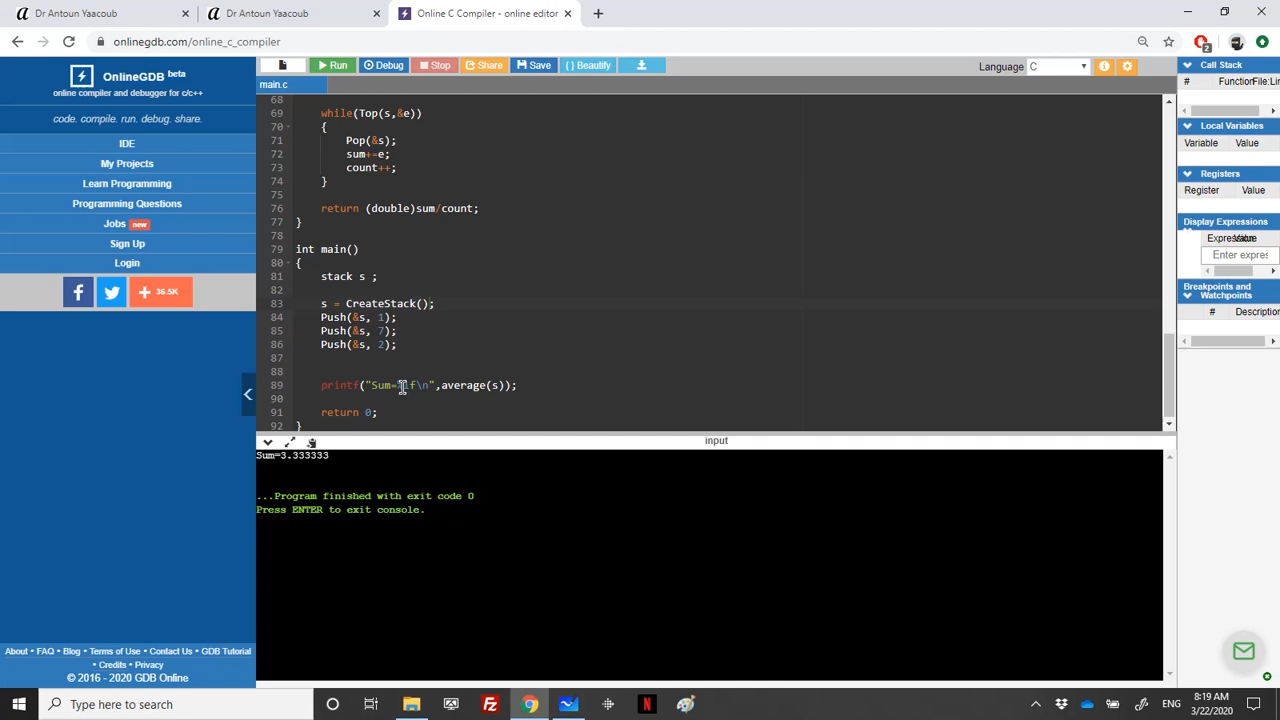 Dr Antoun Yaacoub
Dr Antoun Yaacoub
Online C Compiler - online editor
onlinegdb.com/online_c_compiler
2
OnlineGDB beta
online compiler and debugger for c/c++
code. compile. run. debug. share.
IDE
My Projects
Learn Programming
Programming Questions
Jobs new
Sign Up
Login
36.5K
About • FAQ • Blog • Terms of Use • Contact Us • GDB Tutorial
• Credits • Privacy
© 2016 - 2020 GDB Online
Run
Debug
Stop
Share
Save
{ } Beautify
Language C
main.c
68
69 while(Top(s,&e))
70 {
71 Pop(&s);
72 sum+=e;
73 count++;
74 }
75
76 return (double)sum/count;
77 }
78
79 int main()
80 {
81 stack s ;
82
83 s = CreateStack();
84 Push(&s, 1);
85 Push(&s, 7);
86 Push(&s, 2);
87
88
89 printf("Sum=%lf\n",average(s));
90
91 return 0;
92 }
input
Sum=3.333333
...Program finished with exit code 0
Press ENTER to exit console.
Call Stack
# Function File:Lin
Local Variables
Variable Value
Registers
Register Value
Display Expressions
Expression Value
Enter expres
Breakpoints and
Watchpoints
# Description
Type here to search
ENG
8:19 AM
3/22/2020